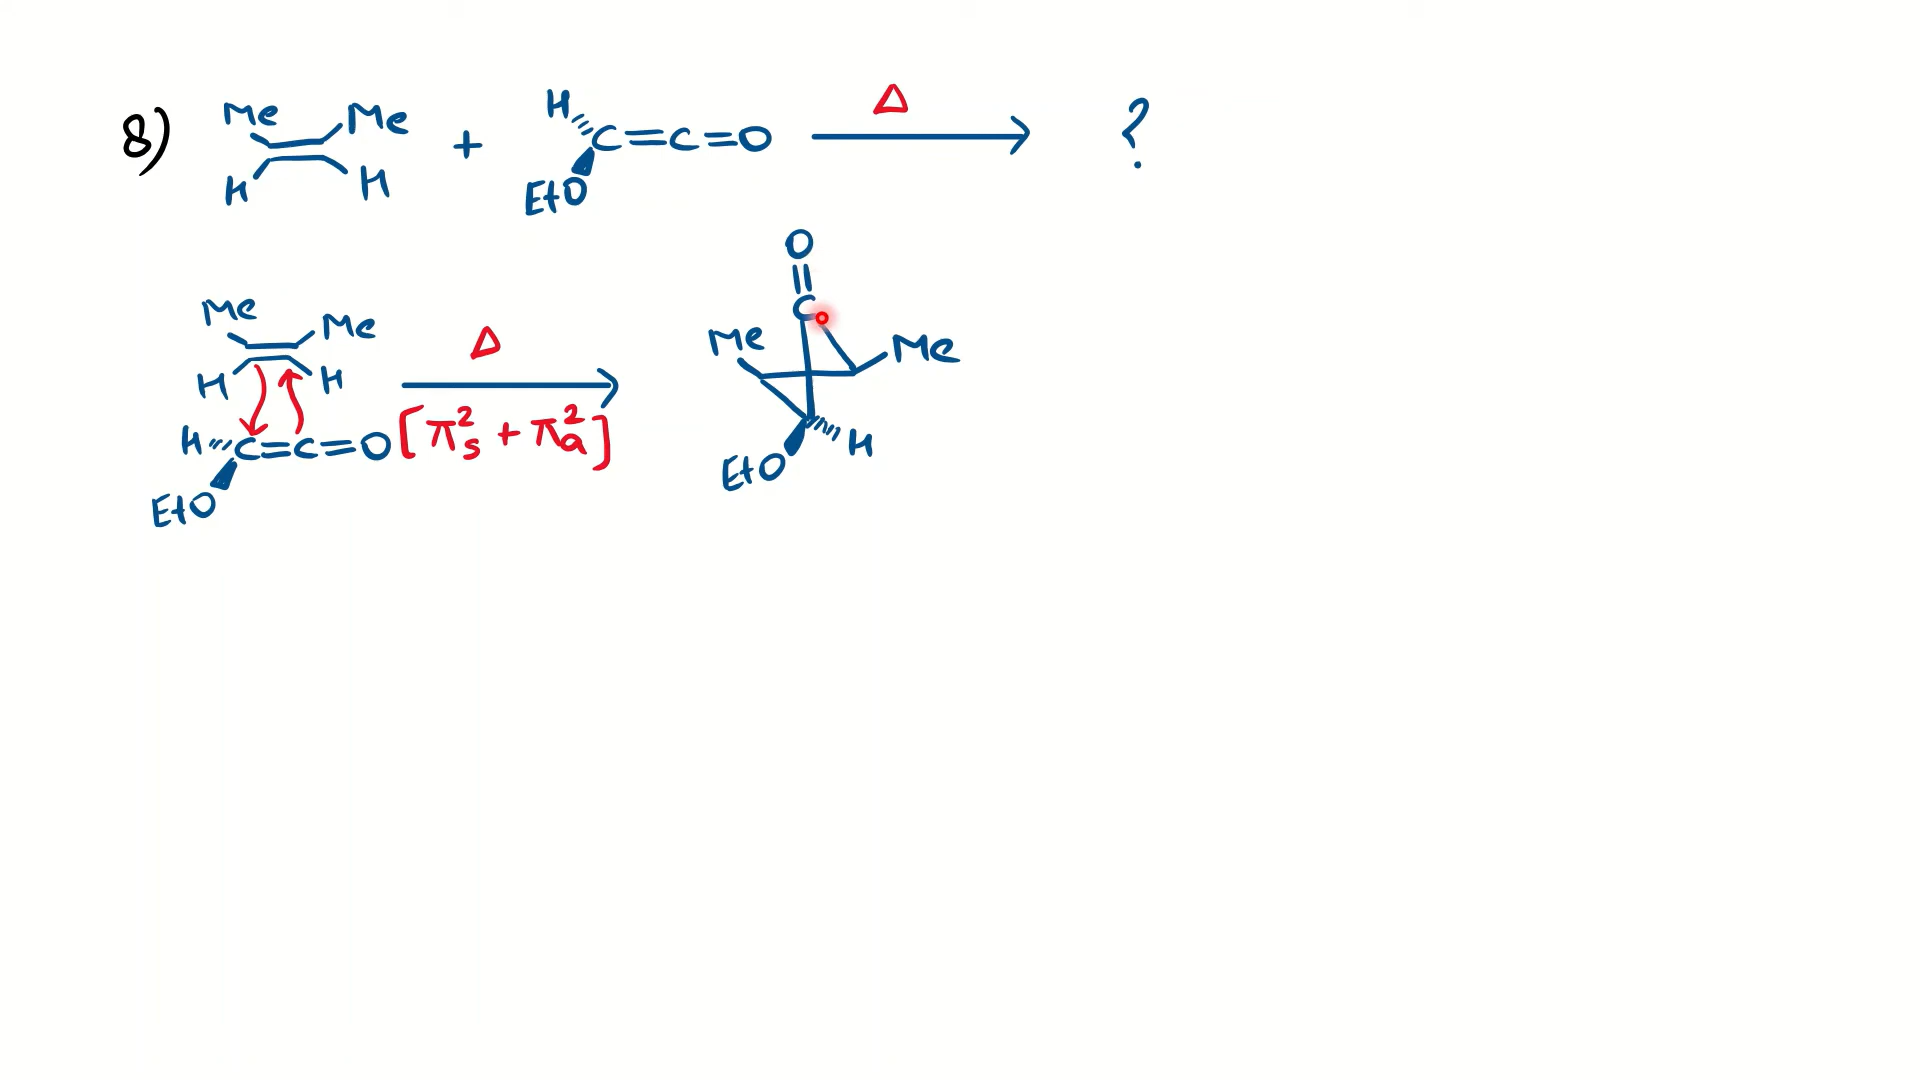 8) Me Me H H + H EtO C=C=O Δ ?
Me Me H H
H C=C=O EtO
Δ
[π²s + π²a]
O
C
Me Me
H
EtO